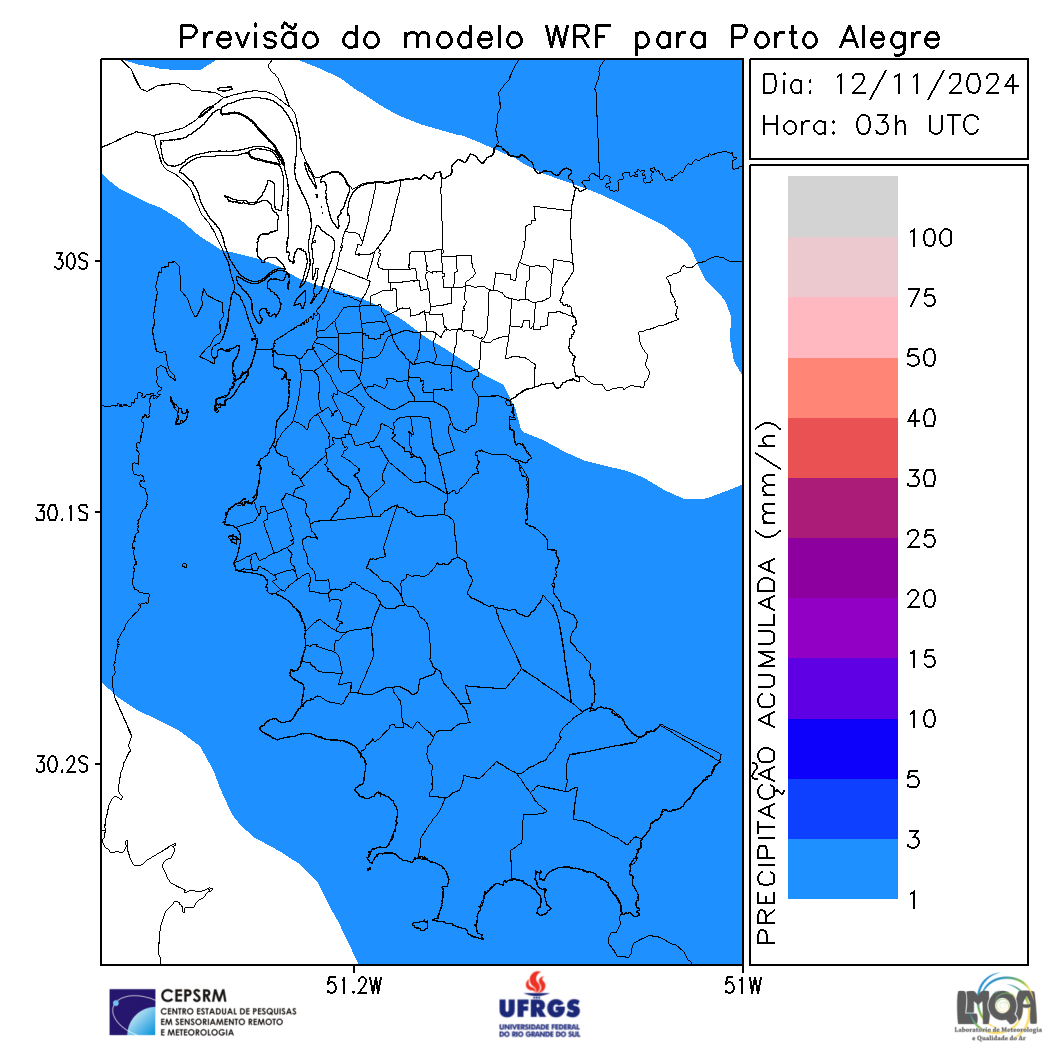 Previsão do modelo WRF para Porto Alegre
Dia: 12/11/2024
Hora: 03h UTC
30S
30.1S
30.2S
51.2W
51W
PRECIPITAÇÃO ACUMULADA (mm/h)
100
75
50
40
30
25
20
15
10
5
3
1
CEPSRM
CENTRO ESTADUAL DE PESQUISAS
EM SENSORIAMENTO REMOTO
E METEOROLOGIA
UFRGS
UNIVERSIDADE FEDERAL
DO RIO GRANDE DO SUL
LMQA
Laboratório de Meteorologia
e Qualidade do Ar